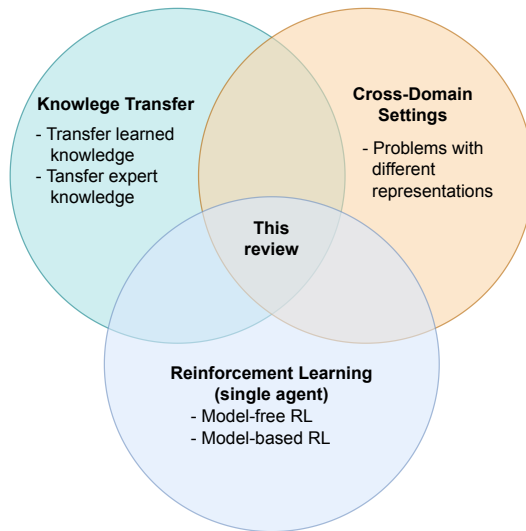 Knowlege Transfer
- Transfer learned
knowledge
- Tansfer expert
knowledge
Cross-Domain
Settings
- Problems with
different
representations
This
review
Reinforcement Learning
(single agent)
- Model-free RL
- Model-based RL